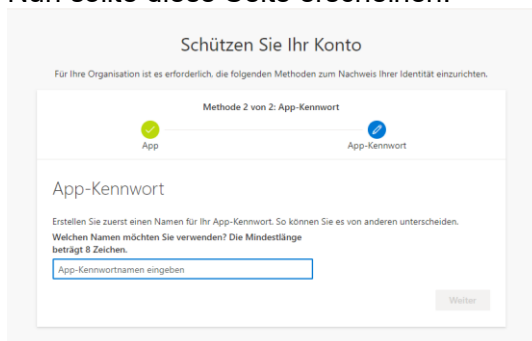 Nun sollte diese Seite erscheinen:
Schützen Sie Ihr Konto
Für Ihre Organisation ist es erforderlich, die folgenden Methoden zum Nachweis Ihrer Identität einzurichten.
Methode 2 von 2: App-Kennwort
App
App-Kennwort
App-Kennwort
Erstellen Sie zuerst einen Namen für Ihr App-Kennwort. So können Sie es von anderen unterscheiden.
Welchen Namen möchten Sie verwenden? Die Mindestlänge
beträgt 8 Zeichen.
App-Kennwortnamen eingeben
Weiter